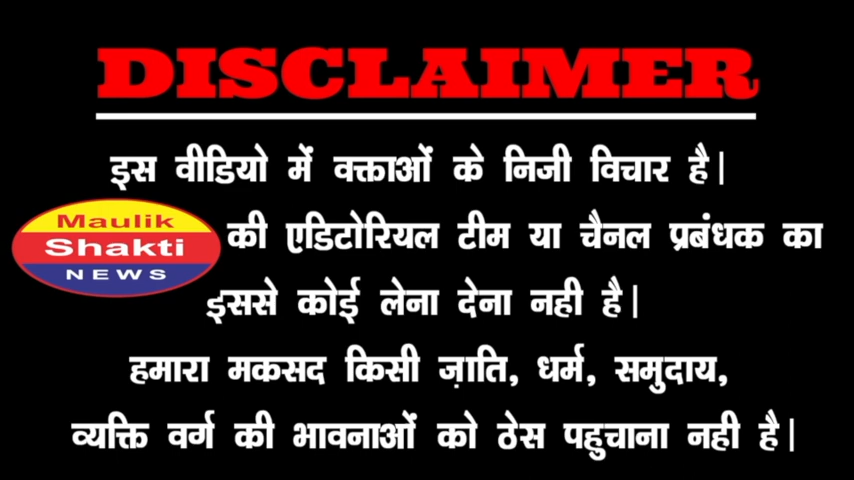 DISCLAIMER
इस वीडियो में वक्ताओं के निजी विचार है|
Maulik
Shakti
NEWS
की एडिटोरियल टीम या चैनल प्रबंधक का
इससे कोई लेना देना नही है|
हमारा मकसद किसी ज़ाति, धर्म, समुदाय,
व्यक्ति वर्ग की भावनाओं को ठेस पहुचाना नही है|